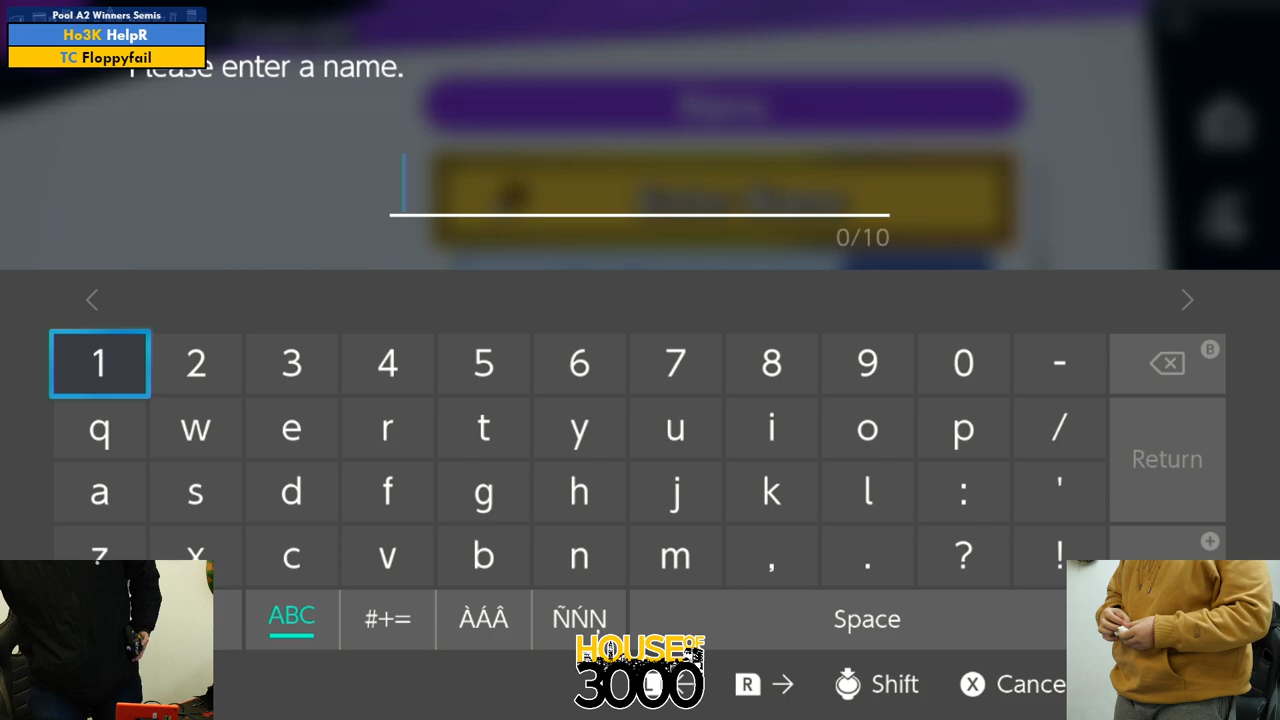 Pool A2 Winners Semis
Ho3K HelpR
TC Floppyfail
Please enter a name.
0/10
1 2 3 4 5 6 7 8 9 0 -
B
q w e r t y u i o p /
Return
a s d f g h j k l : '
z x c v b n m , . ? !
+
ABC #+= ÀÁÂ ÑŃŅ Space
HOUSE OF
3000
L R → Shift X Cance